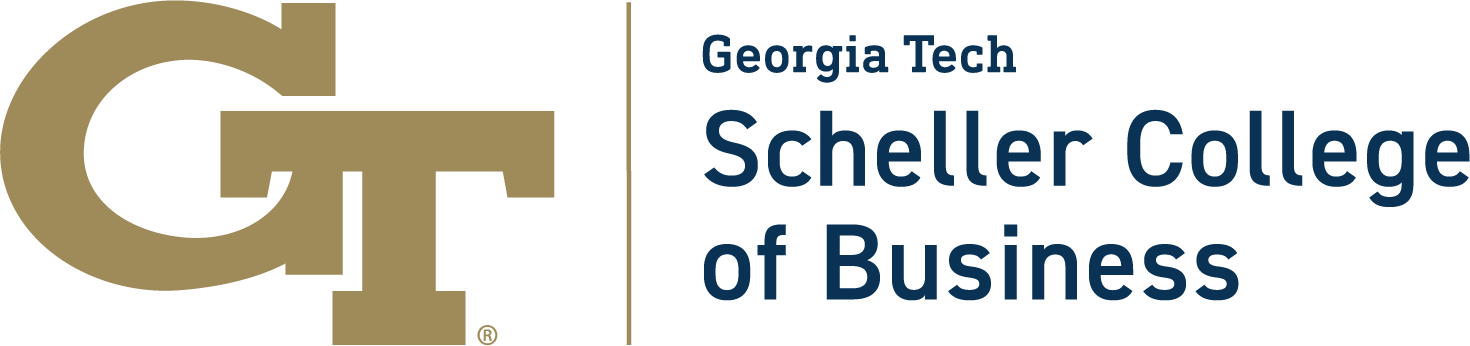 GT®
Georgia Tech
Scheller College
of Business